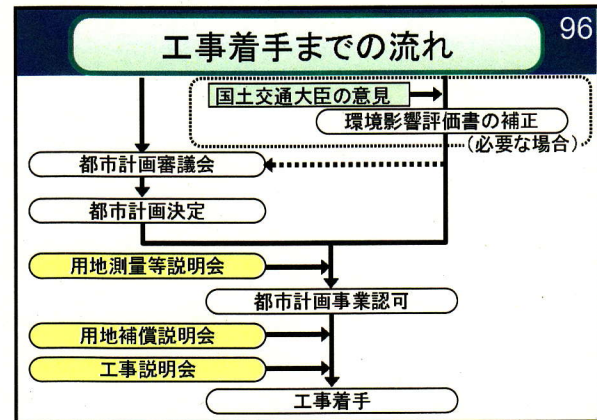 工事着手までの流れ
96
国土交通大臣の意見
環境影響評価書の補正
(必要な場合)
都市計画審議会
都市計画決定
用地測量等説明会
都市計画事業認可
用地補償説明会
工事説明会
工事着手